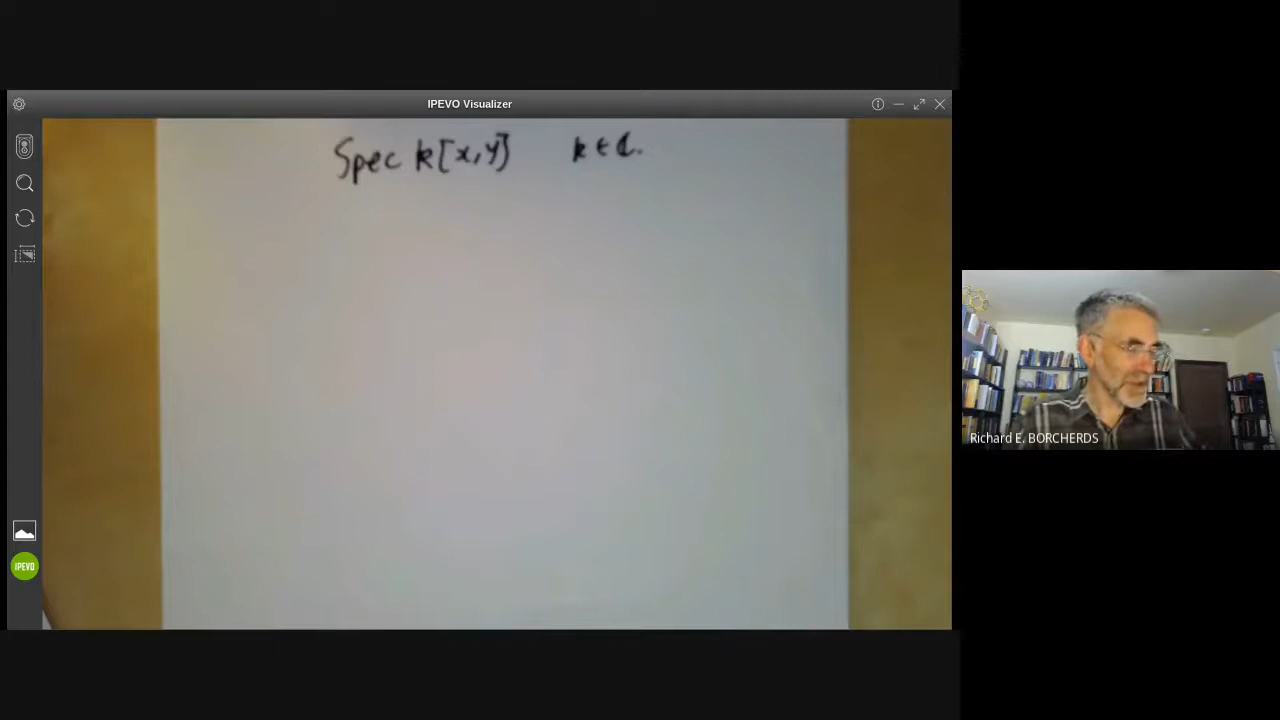 IPEVO Visualizer
Spec k[x,y] k ∈ ℂ.
IPEVO
Richard E. BORCHERDS